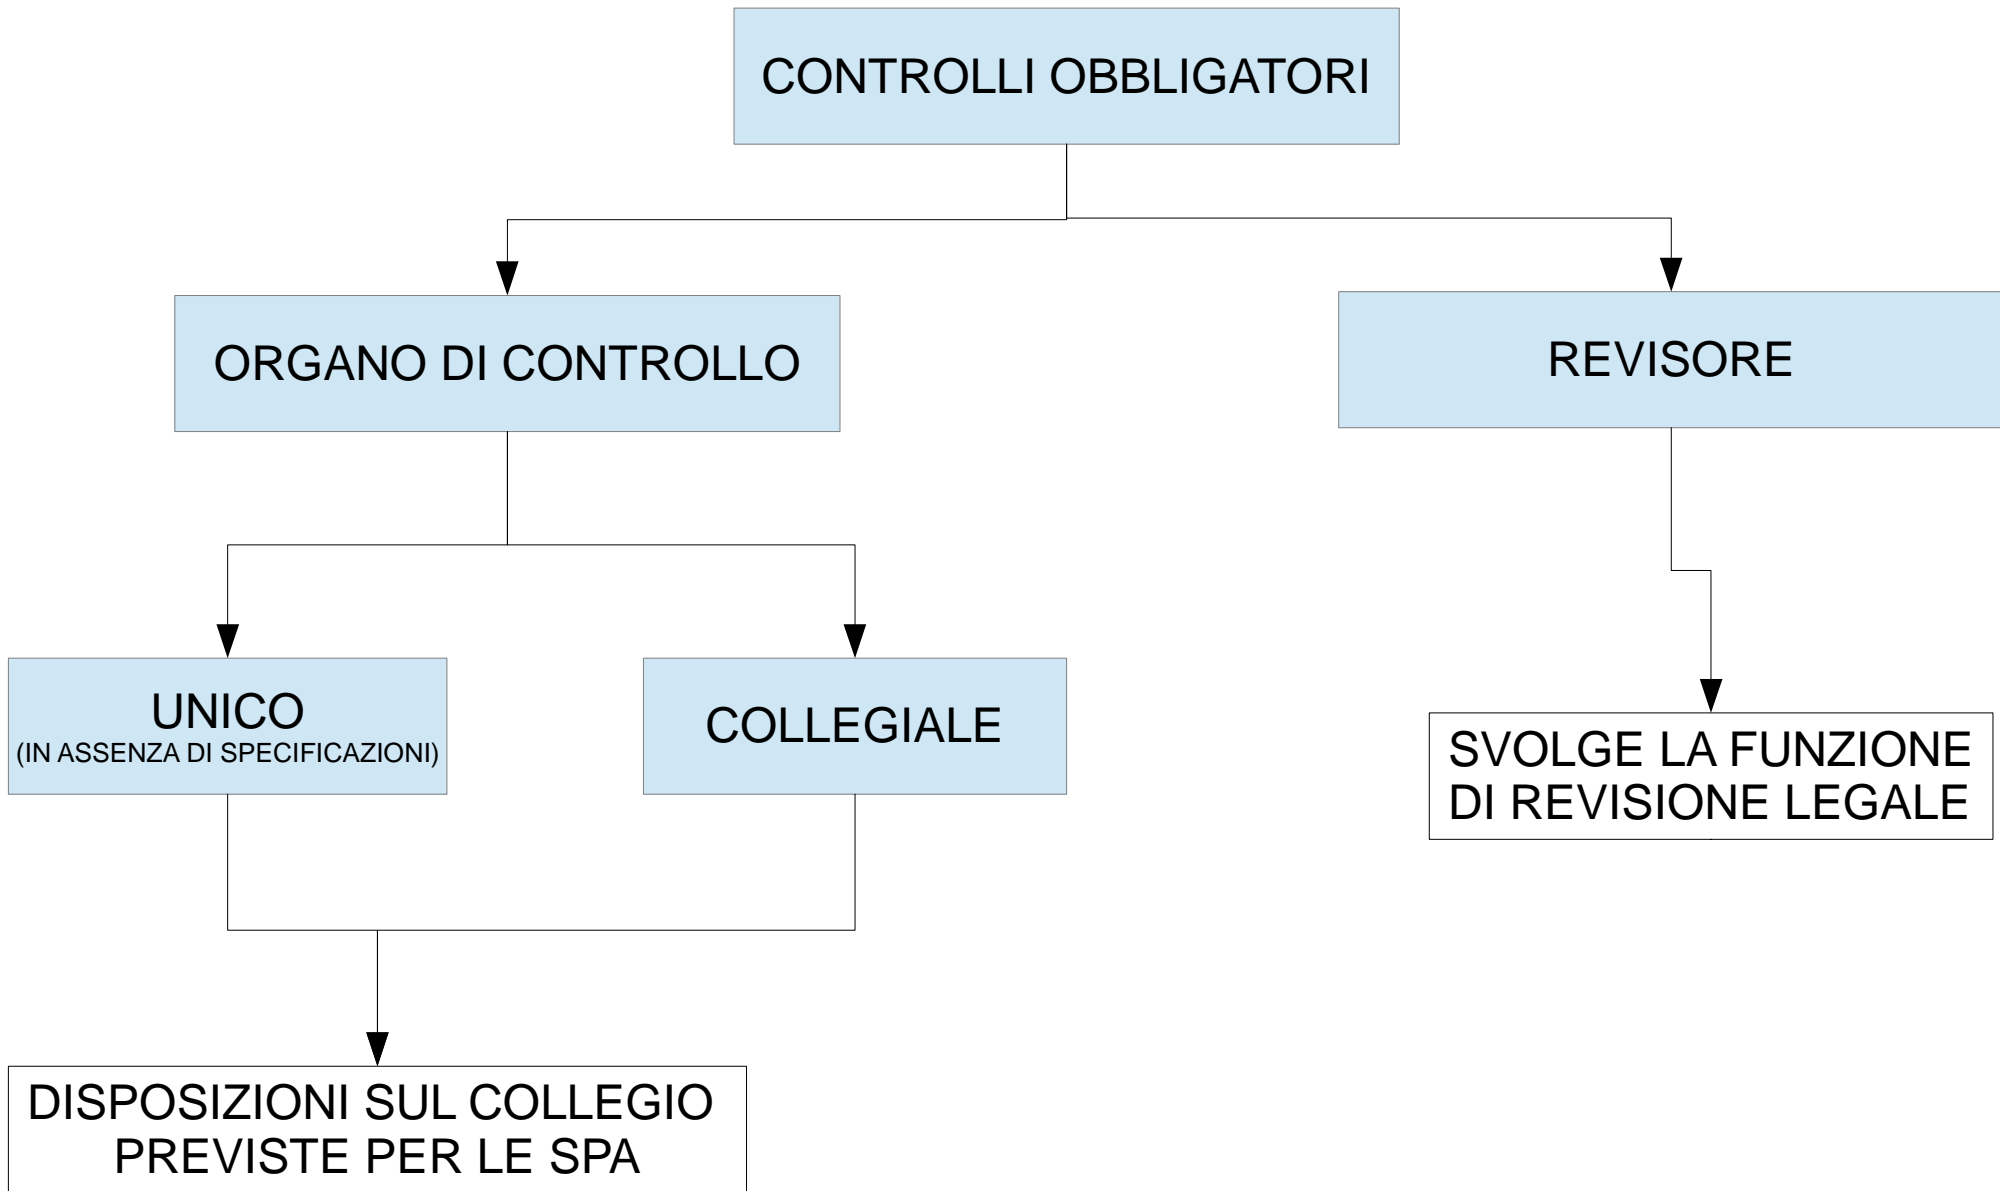 CONTROLLI OBBLIGATORI
ORGANO DI CONTROLLO
REVISORE
UNICO
(IN ASSENZA DI SPECIFICAZIONI)
COLLEGIALE
SVOLGE LA FUNZIONE
DI REVISIONE LEGALE
DISPOSIZIONI SUL COLLEGIO
PREVISTE PER LE SPA